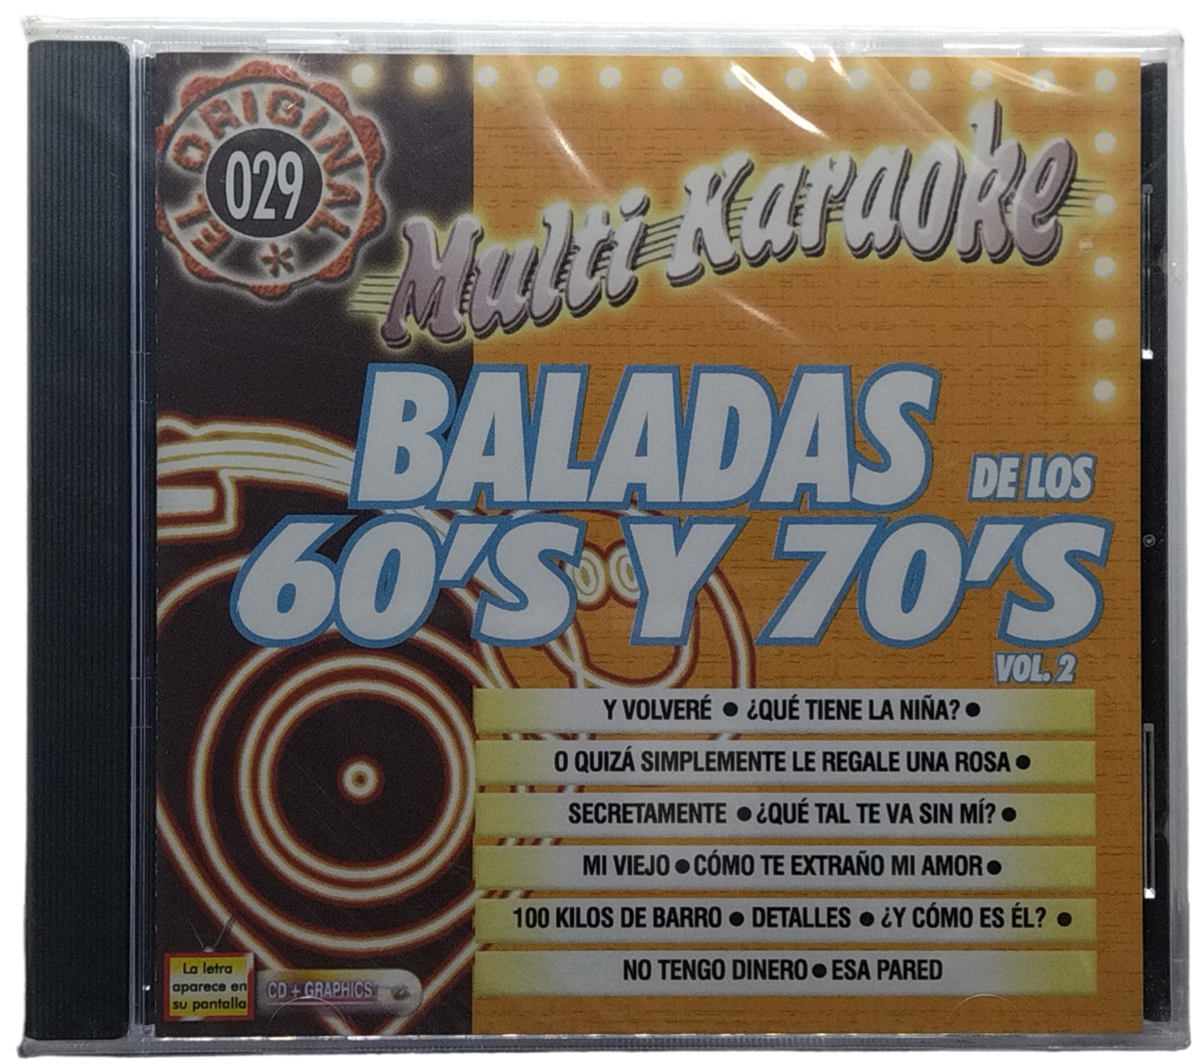 EL ORIGINAL *
029
Multi Karaoke
BALADAS
DE LOS
60'S Y 70'S
VOL. 2
Y VOLVERÉ ● ¿QUÉ TIENE LA NIÑA? ●
O QUIZÁ SIMPLEMENTE LE REGALE UNA ROSA ●
SECRETAMENTE ● ¿QUÉ TAL TE VA SIN MÍ? ●
MI VIEJO ● CÓMO TE EXTRAÑO MI AMOR ●
100 KILOS DE BARRO ● DETALLES ● ¿Y CÓMO ES ÉL? ●
NO TENGO DINERO ● ESA PARED
La letra
aparece en
su pantalla
CD + GRAPHICS